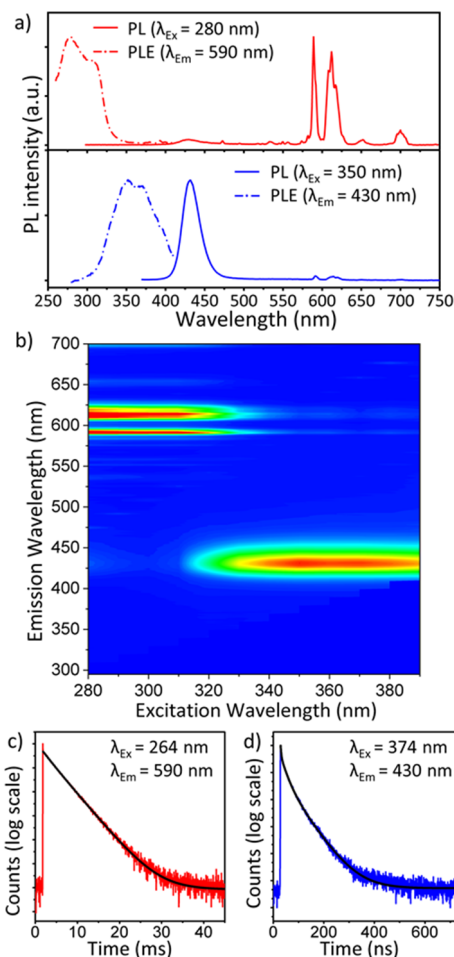 a)
PL (λEx = 280 nm)
PLE (λEm = 590 nm)
PL (λEx = 350 nm)
PLE (λEm = 430 nm)
PL intensity (a.u.)
250 300 350 400 450 500 550 600 650 700 750
Wavelength (nm)
b)
700
650
600
550
500
450
400
350
300
Emission Wavelength (nm)
280 300 320 340 360 380
Excitation Wavelength (nm)
c)
λEx = 264 nm
λEm = 590 nm
Counts (log scale)
0 20 40
Time (ms)
d)
λEx = 374 nm
λEm = 430 nm
Counts (log scale)
0 200 400 600
Time (ns)